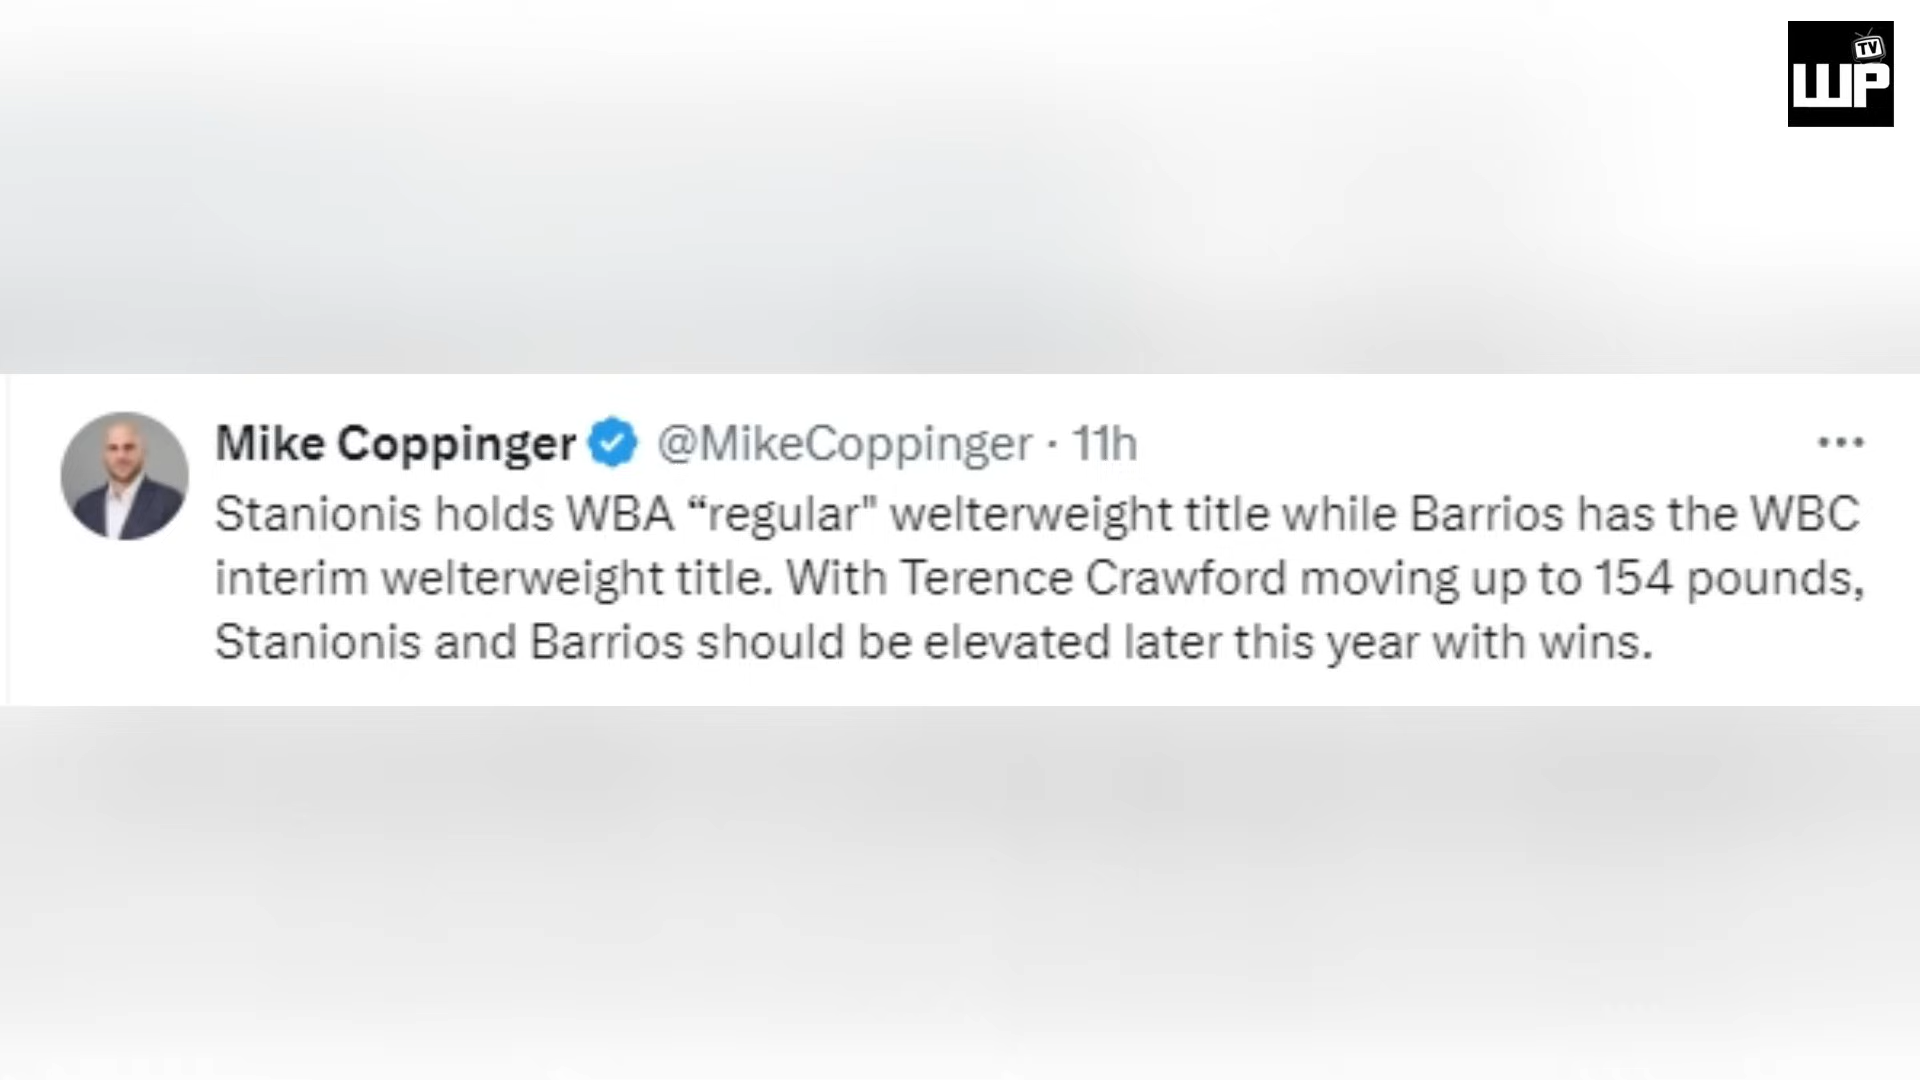 TV
WP
Mike Coppinger @MikeCoppinger · 11h
Stanionis holds WBA “regular" welterweight title while Barrios has the WBC
interim welterweight title. With Terence Crawford moving up to 154 pounds,
Stanionis and Barrios should be elevated later this year with wins.